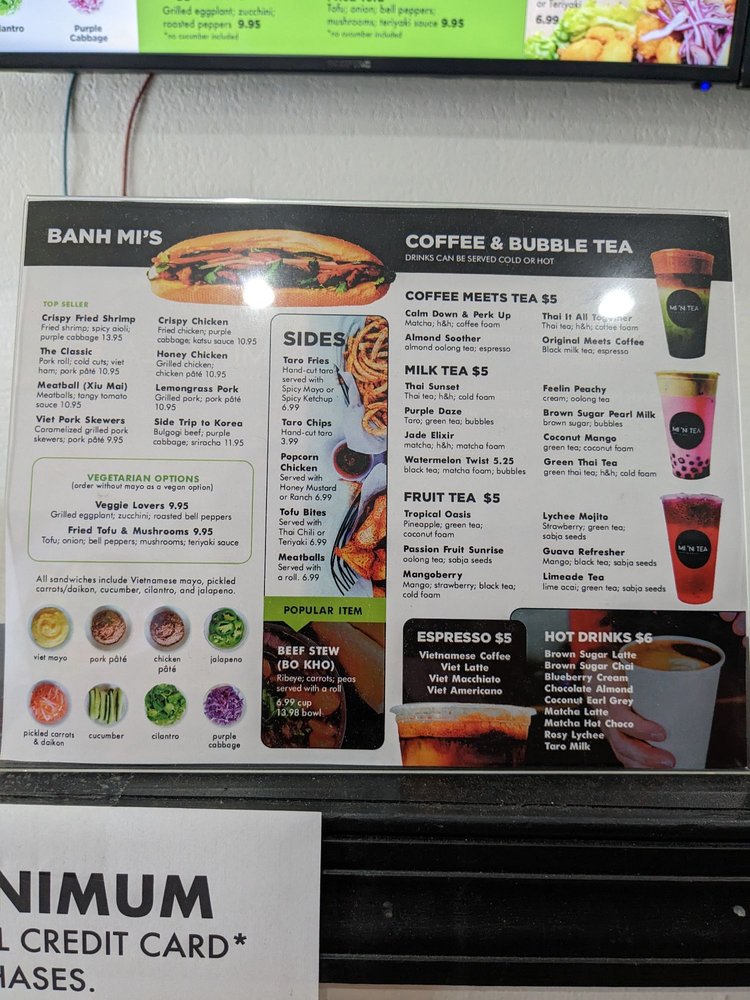 cilantro
Purple
Cabbage
Grilled eggplant; zucchini;
roasted peppers 9.95
*no cucumber included
Tofu; onion; bell peppers;
mushrooms; teriyaki sauce 9.95
*no cucumber included
or Teriyaki
6.99
BANH MI'S
TOP SELLER
Crispy Fried Shrimp
Fried shrimp; spicy aioli;
purple cabbage 13.95
The Classic
Pork roll; cold cuts; viet
ham; pork pâté 10.95
Meatball (Xiu Mai)
Meatballs; tangy tomato
sauce 10.95
Viet Pork Skewers
Caramelized grilled pork
skewers; pork pâté 9.95
Crispy Chicken
Fried chicken; purple
cabbage; katsu sauce 10.95
Honey Chicken
Grilled chicken;
chicken pâté 10.95
Lemongrass Pork
Grilled pork; pork pâté
10.95
Side Trip to Korea
Bulgogi beef; purple
cabbage; sriracha 11.95
VEGETARIAN OPTIONS
(order without mayo as a vegan option)
Veggie Lovers 9.95
Grilled eggplant; zucchini; roasted bell peppers
Fried Tofu & Mushrooms 9.95
Tofu; onion; bell peppers; mushrooms; teriyaki sauce
All sandwiches include Vietnamese mayo, pickled
carrots/daikon, cucumber, cilantro, and jalapeno.
viet mayo
pork pâté
chicken
pâté
jalapeno
pickled carrots
& daikon
cucumber
cilantro
purple
cabbage
SIDES
Taro Fries
Hand-cut taro
served with
Spicy Mayo or
Spicy Ketchup
6.99
Taro Chips
Hand-cut taro
3.99
Popcorn
Chicken
Served with
Honey Mustard
or Ranch 6.99
Tofu Bites
Served with
Thai Chili or
Teriyaki 6.99
Meatballs
Served with
a roll. 6.99
POPULAR ITEM
BEEF STEW
(BO KHO)
Ribeye; carrots; peas
served with a roll
6.99 cup
13.98 bowl
COFFEE & BUBBLE TEA
DRINKS CAN BE SERVED COLD OR HOT
COFFEE MEETS TEA $5
Calm Down & Perk Up
Matcha; h&h; coffee foam
Almond Soother
almond oolong tea; espresso
Thai It All Together
Thai tea; h&h; coffee foam
Original Meets Coffee
Black milk tea; espresso
MILK TEA $5
Thai Sunset
Thai tea; h&h; cold foam
Purple Daze
Taro; green tea; bubbles
Jade Elixir
matcha; h&h; matcha foam
Watermelon Twist 5.25
black tea; matcha foam; bubbles
Feelin Peachy
cream; oolong tea
Brown Sugar Pearl Milk
brown sugar; bubbles
Coconut Mango
green tea; coconut foam
Green Thai Tea
green thai tea; h&h; cold foam
FRUIT TEA $5
Tropical Oasis
Pineapple; green tea;
coconut foam
Passion Fruit Sunrise
oolong tea; sabja seeds
Mangoberry
Mango; strawberry; black tea;
cold foam
Lychee Mojito
Strawberry; green tea;
sabja seeds
Guava Refresher
Mango; black tea; sabja seeds
Limeade Tea
lime acai; green tea; sabja seeds
MI 'N TEA
MI 'N TEA
MI 'N TEA
ESPRESSO $5
Vietnamese Coffee
Viet Latte
Viet Macchiato
Viet Americano
HOT DRINKS $6
Brown Sugar Latte
Brown Sugar Chai
Blueberry Cream
Chocolate Almond
Coconut Earl Grey
Matcha Latte
Matcha Hot Choco
Rosy Lychee
Taro Milk
NIMUM
L CREDIT CARD*
HASES.